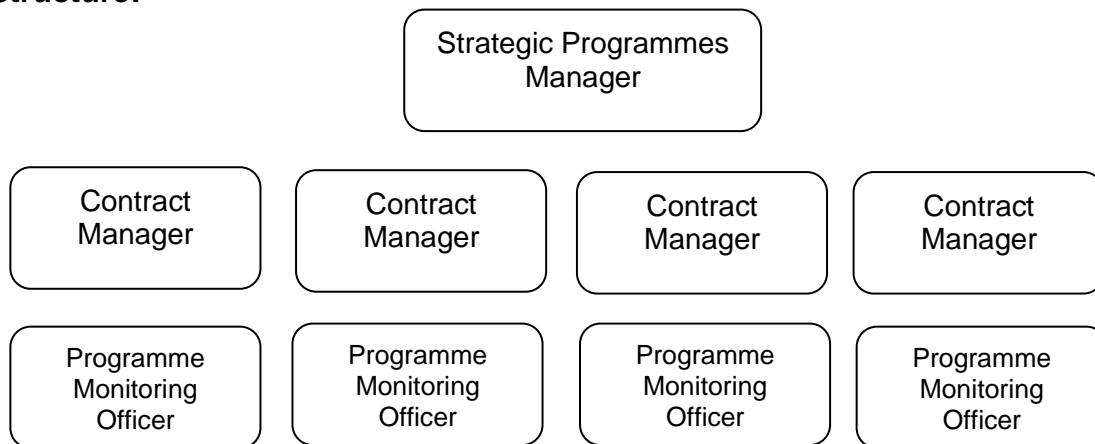 Structure:
Strategic Programmes
Manager
Contract
Manager
Contract
Manager
Contract
Manager
Contract
Manager
Programme
Monitoring
Officer
Programme
Monitoring
Officer
Programme
Monitoring
Officer
Programme
Monitoring
Officer